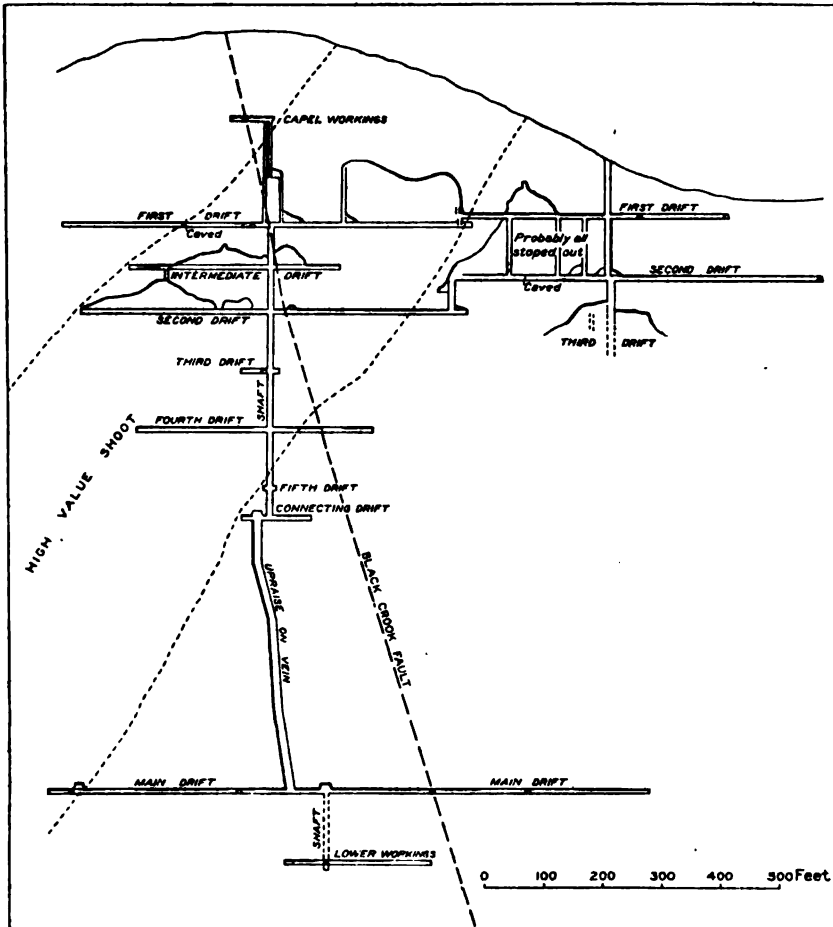 CAPEL WORKINGS
FIRST DRIFT
Caved
FIRST DRIFT
Probably all
stoped out
INTERMEDIATE DRIFT
SECOND DRIFT
Caved
SECOND DRIFT
THIRD DRIFT
THIRD DRIFT
SHAFT
FOURTH DRIFT
HIGH VALUE SHOOT
FIFTH DRIFT
CONNECTING DRIFT
UPRAISE ON VEIN
BLACK CROOK FAULT
MAIN DRIFT
MAIN DRIFT
SHAFT
LOWER WORKINGS
0 100 200 300 400 500 Feet